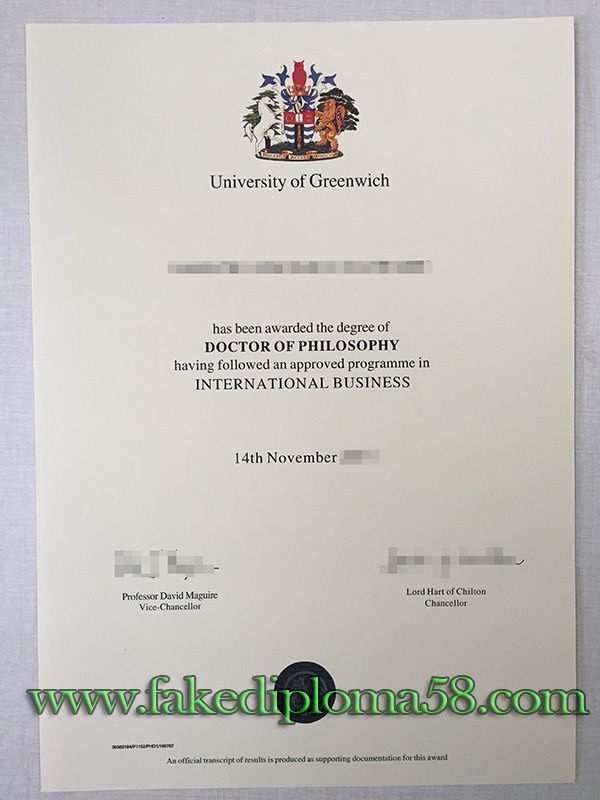 University of Greenwich
has been awarded the degree of
DOCTOR OF PHILOSOPHY
having followed an approved programme in
INTERNATIONAL BUSINESS
14th November
Professor David Maguire
Vice-Chancellor
Lord Hart of Chilton
Chancellor
www.fakediploma58.com
An official transcript of results is produced as supporting documentation for this award